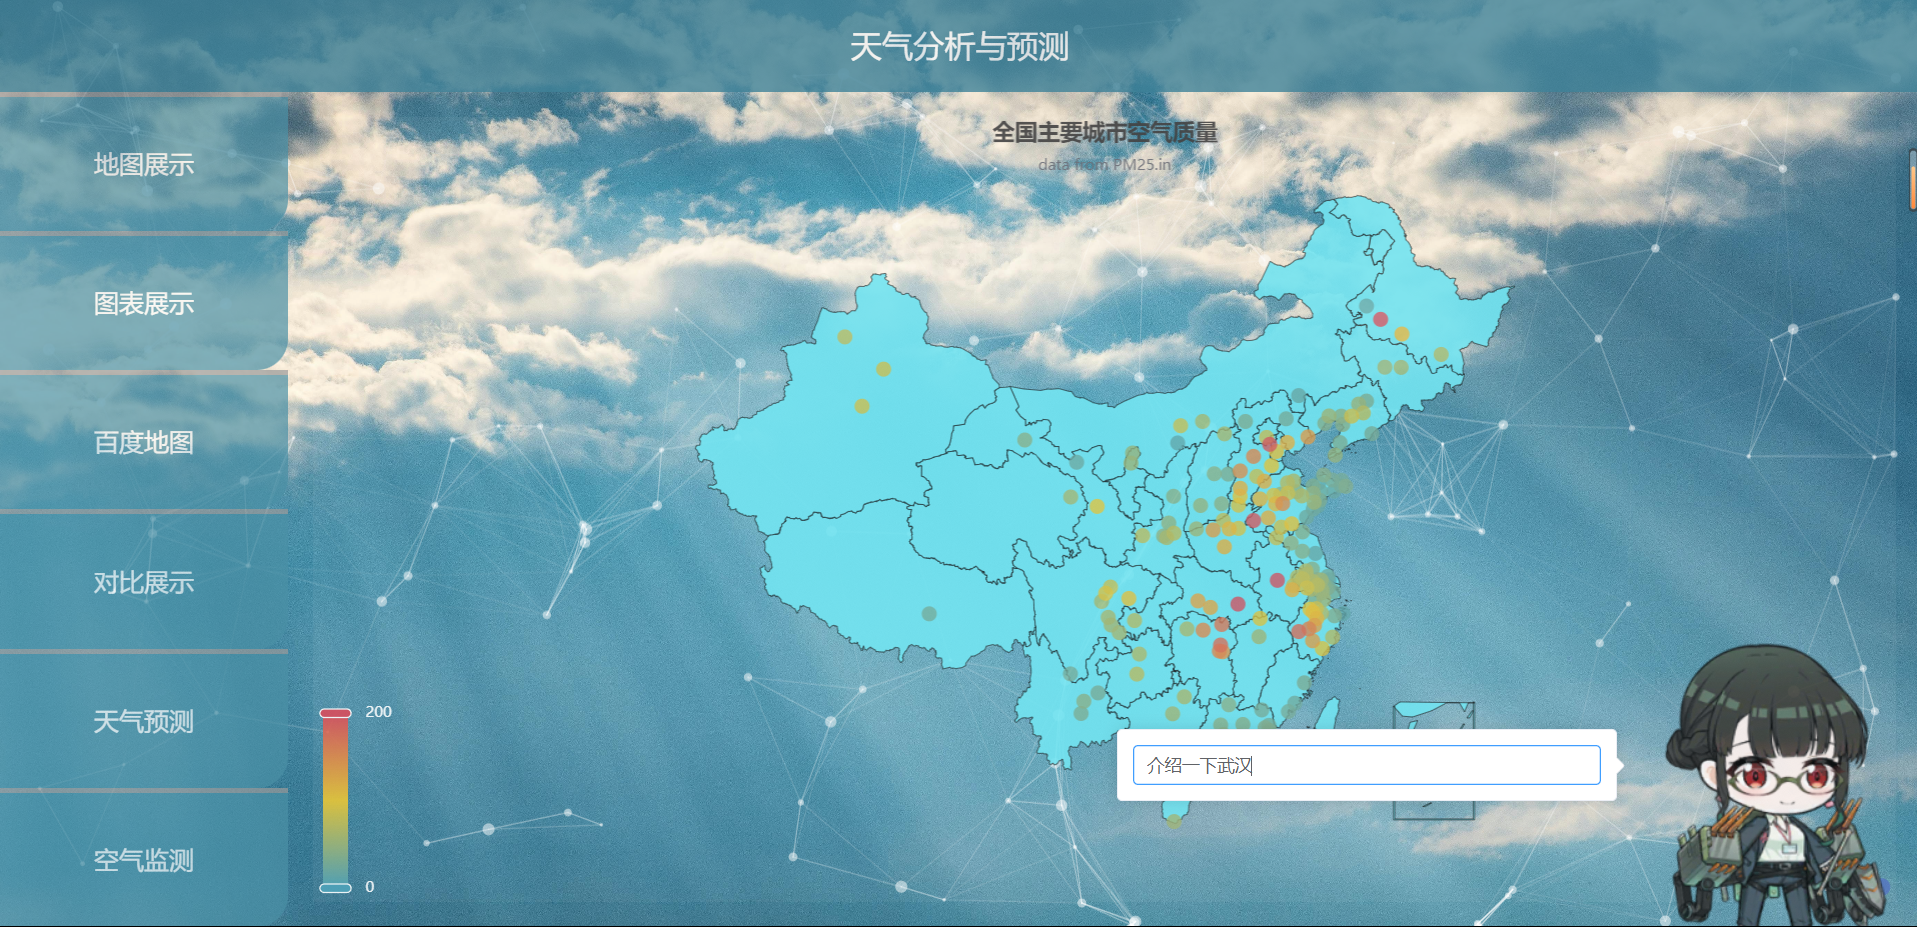 天气分析与预测
地图展示
图表展示
百度地图
对比展示
天气预测
空气监测
全国主要城市空气质量
data from PM25.in
200
0
介绍一下武汉